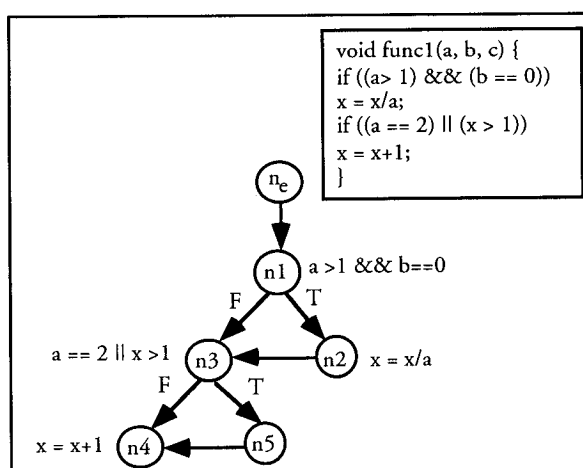 void func1(a, b, c) {
if ((a> 1) && (b == 0))
x = x/a;
if ((a == 2) || (x > 1))
x = x+1;
}
ne
n1 a >1 && b==0
F T
a == 2 || x >1 n3 n2 x = x/a
F T
x = x+1 n4 n5